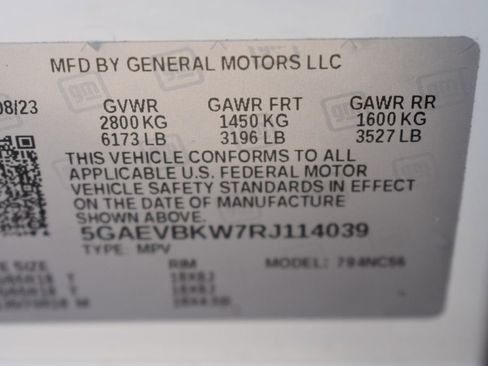 MFD BY GENERAL MOTORS LLC
08/23 GVWR GAWR FRT GAWR RR
2800 KG 1450 KG 1600 KG
6173 LB 3196 LB 3527 LB
THIS VEHICLE CONFORMS TO ALL
APPLICABLE U.S. FEDERAL MOTOR
VEHICLE SAFETY STANDARDS IN
EFFECT ON THE DATE OF MANUFACTURE
SHOWN ABOVE.
5GAEVBKW7RJ114039
TYPE: MPV MODEL:
SIZE RIM